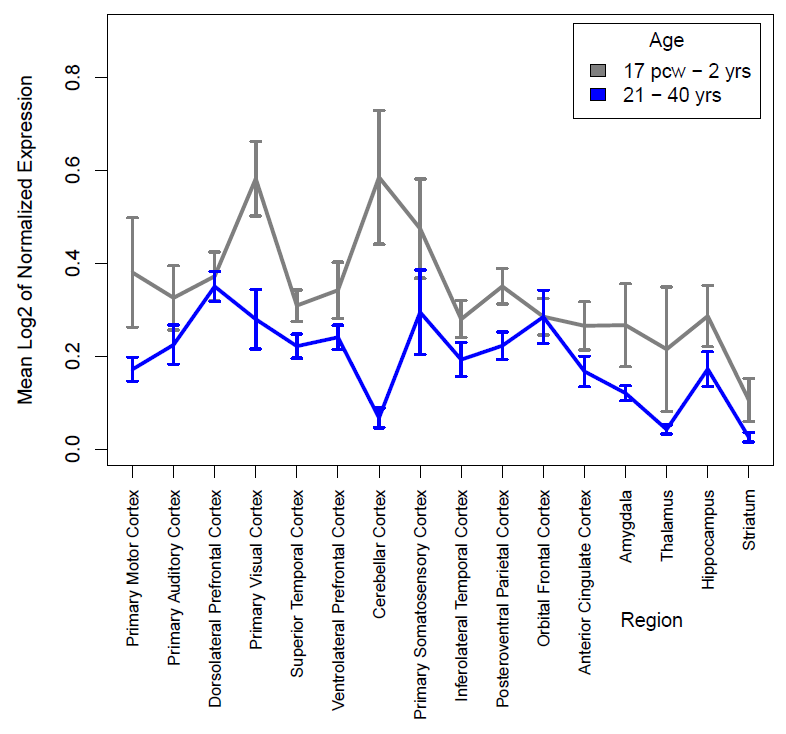 Age
17 pcw − 2 yrs
21 − 40 yrs
Mean Log2 of Normalized Expression
0.8
0.6
0.4
0.2
0.0
Primary Motor Cortex
Primary Auditory Cortex
Dorsolateral Prefrontal Cortex
Primary Visual Cortex
Superior Temporal Cortex
Ventrolateral Prefrontal Cortex
Cerebellar Cortex
Primary Somatosensory Cortex
Inferolateral Temporal Cortex
Posteroventral Parietal Cortex
Orbital Frontal Cortex
Anterior Cingulate Cortex
Amygdala
Thalamus
Hippocampus
Striatum
Region